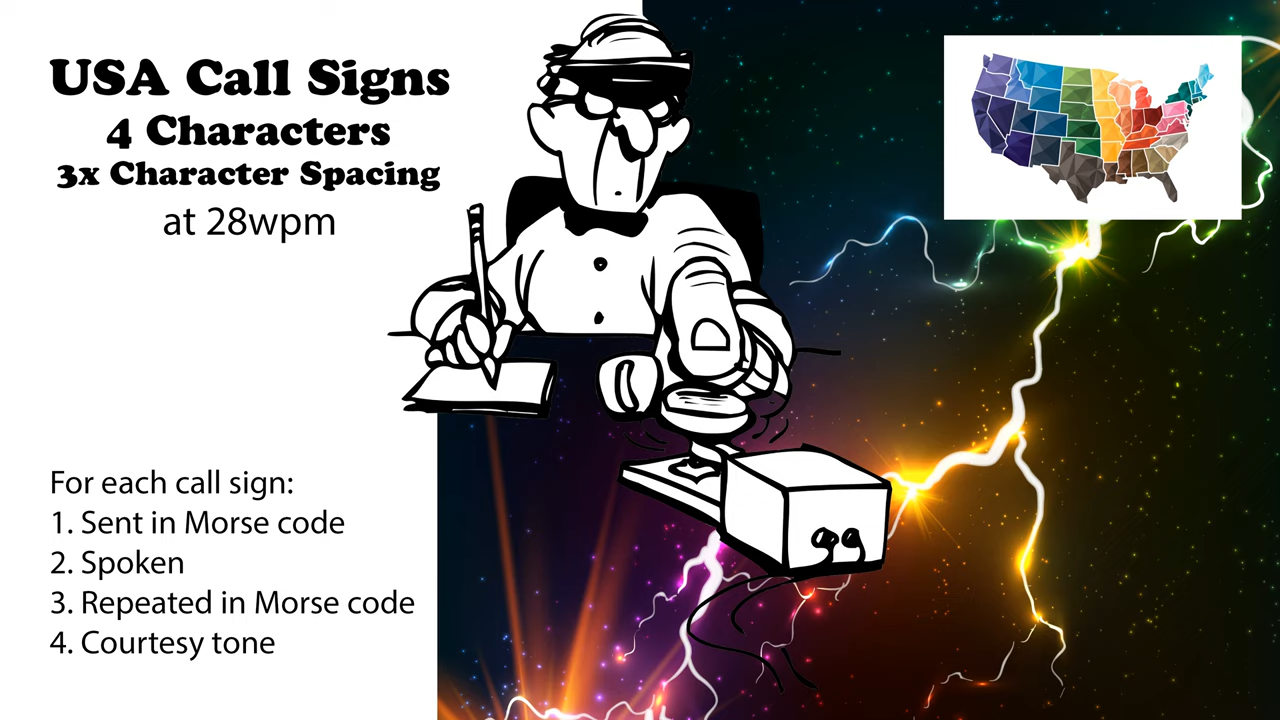 USA Call Signs
4 Characters
3x Character Spacing
at 28wpm
For each call sign:
1. Sent in Morse code
2. Spoken
3. Repeated in Morse code
4. Courtesy tone